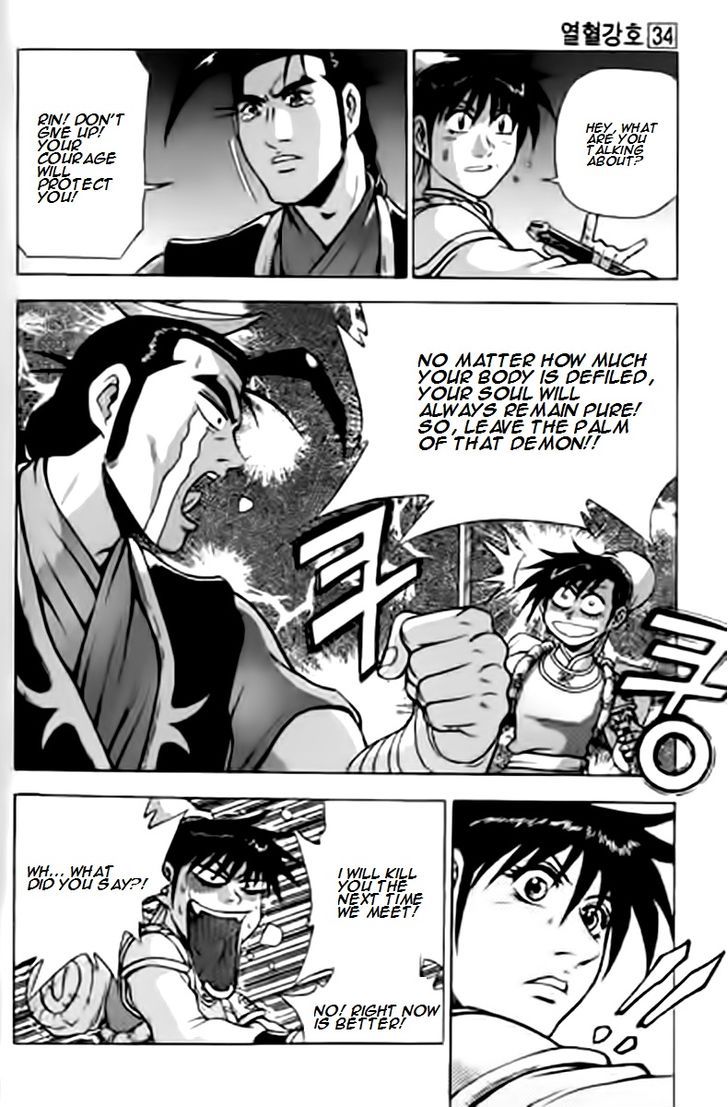 열혈강호 34
RIN! DON'T
GIVE UP!
YOUR
COURAGE
WILL
PROTECT
YOU!
HEY, WHAT
ARE YOU
TALKING
ABOUT?
NO MATTER HOW MUCH
YOUR BODY IS DEFILED,
YOUR SOUL WILL
ALWAYS REMAIN PURE!
SO, LEAVE THE PALM
OF THAT DEMON!!
쿠
쿵
WH... WHAT
DID YOU SAY?!
I WILL KILL
YOU THE
NEXT TIME
WE MEET!
NO! RIGHT NOW
IS BETTER!